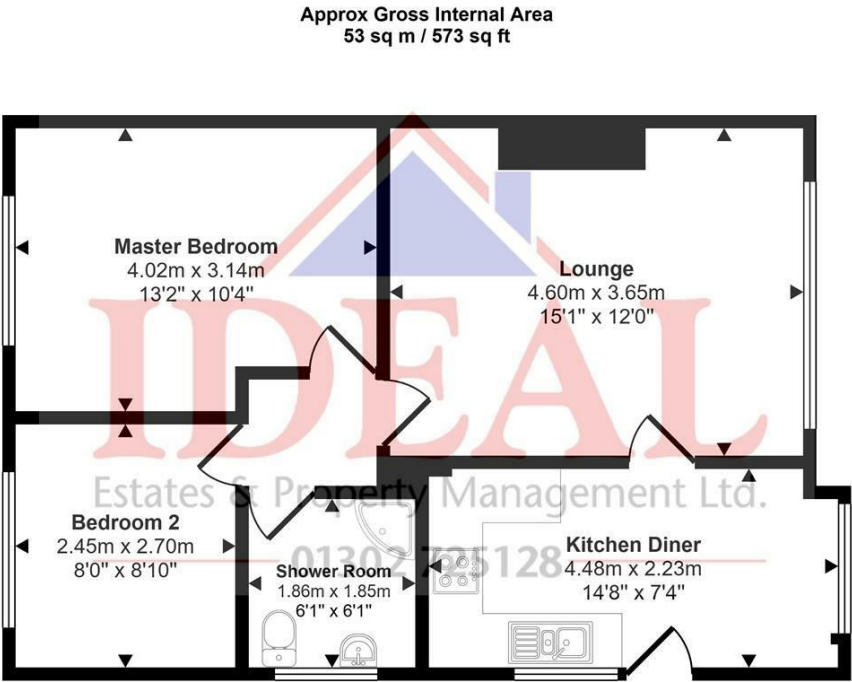 Approx Gross Internal Area
53 sq m / 573 sq ft
Master Bedroom
4.02m x 3.14m
13'2" x 10'4"
Lounge
4.60m x 3.65m
15'1" x 12'0"
IDEAL
Estates & Property Management Ltd.
01302 725128
Bedroom 2
2.45m x 2.70m
8'0" x 8'10"
Shower Room
1.86m x 1.85m
6'1" x 6'1"
Kitchen Diner
4.48m x 2.23m
14'8" x 7'4"